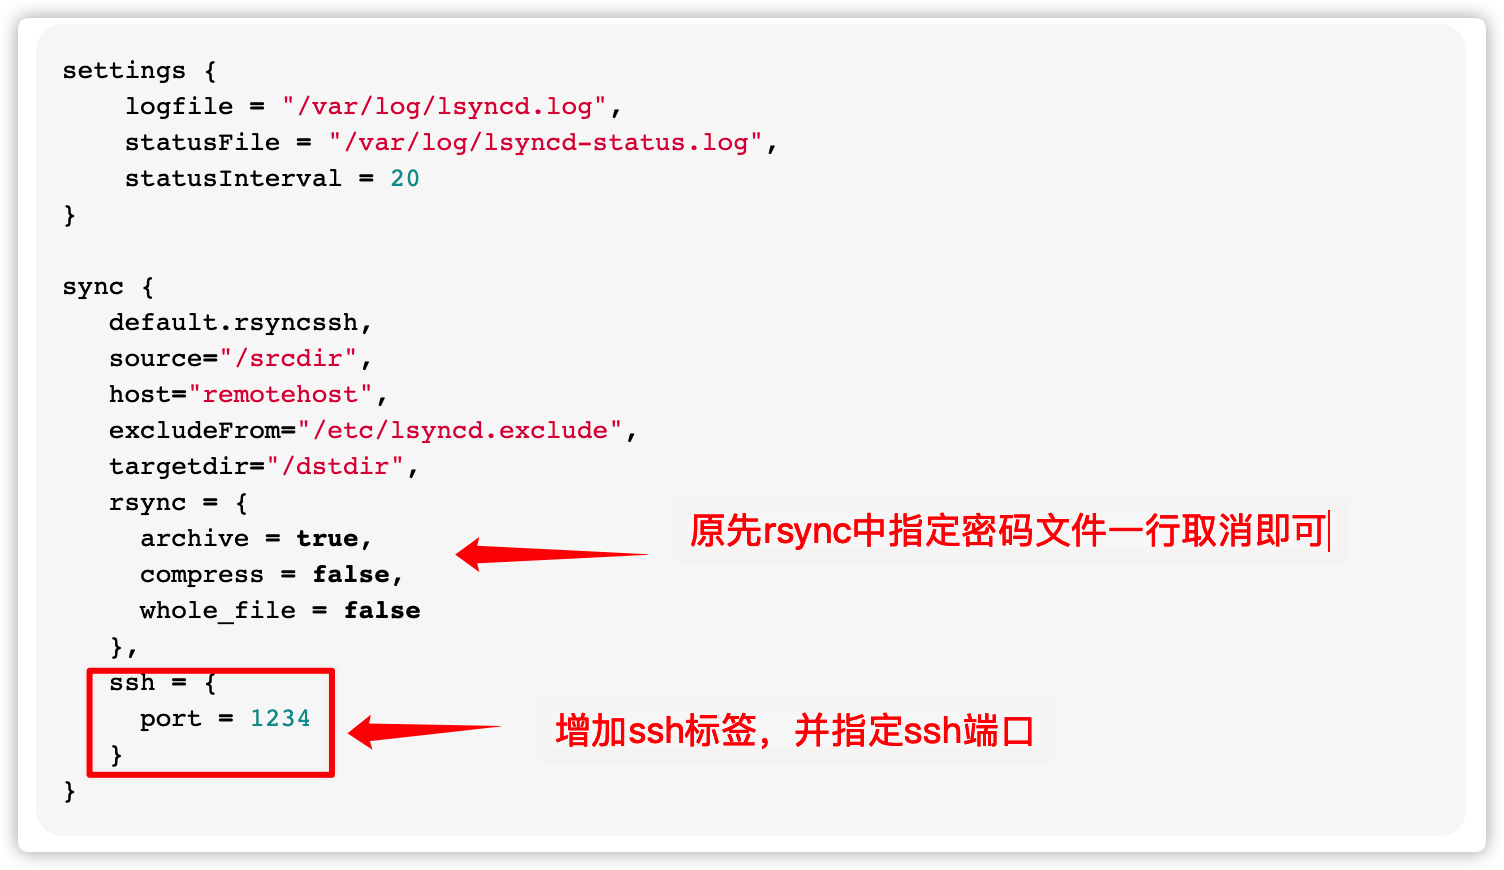 settings {
logfile = "/var/log/lsyncd.log",
statusFile = "/var/log/lsyncd-status.log",
statusInterval = 20
}
sync {
default.rsyncssh,
source="/srcdir",
host="remotehost",
excludeFrom="/etc/lsyncd.exclude",
targetdir="/dstdir",
rsync = {
原先rsync中指定密码文件一行取消即可
archive = true,
compress = false,
whole_file = false
},
ssh = {
port = 1234
增加ssh标签，并指定ssh端口
}
}